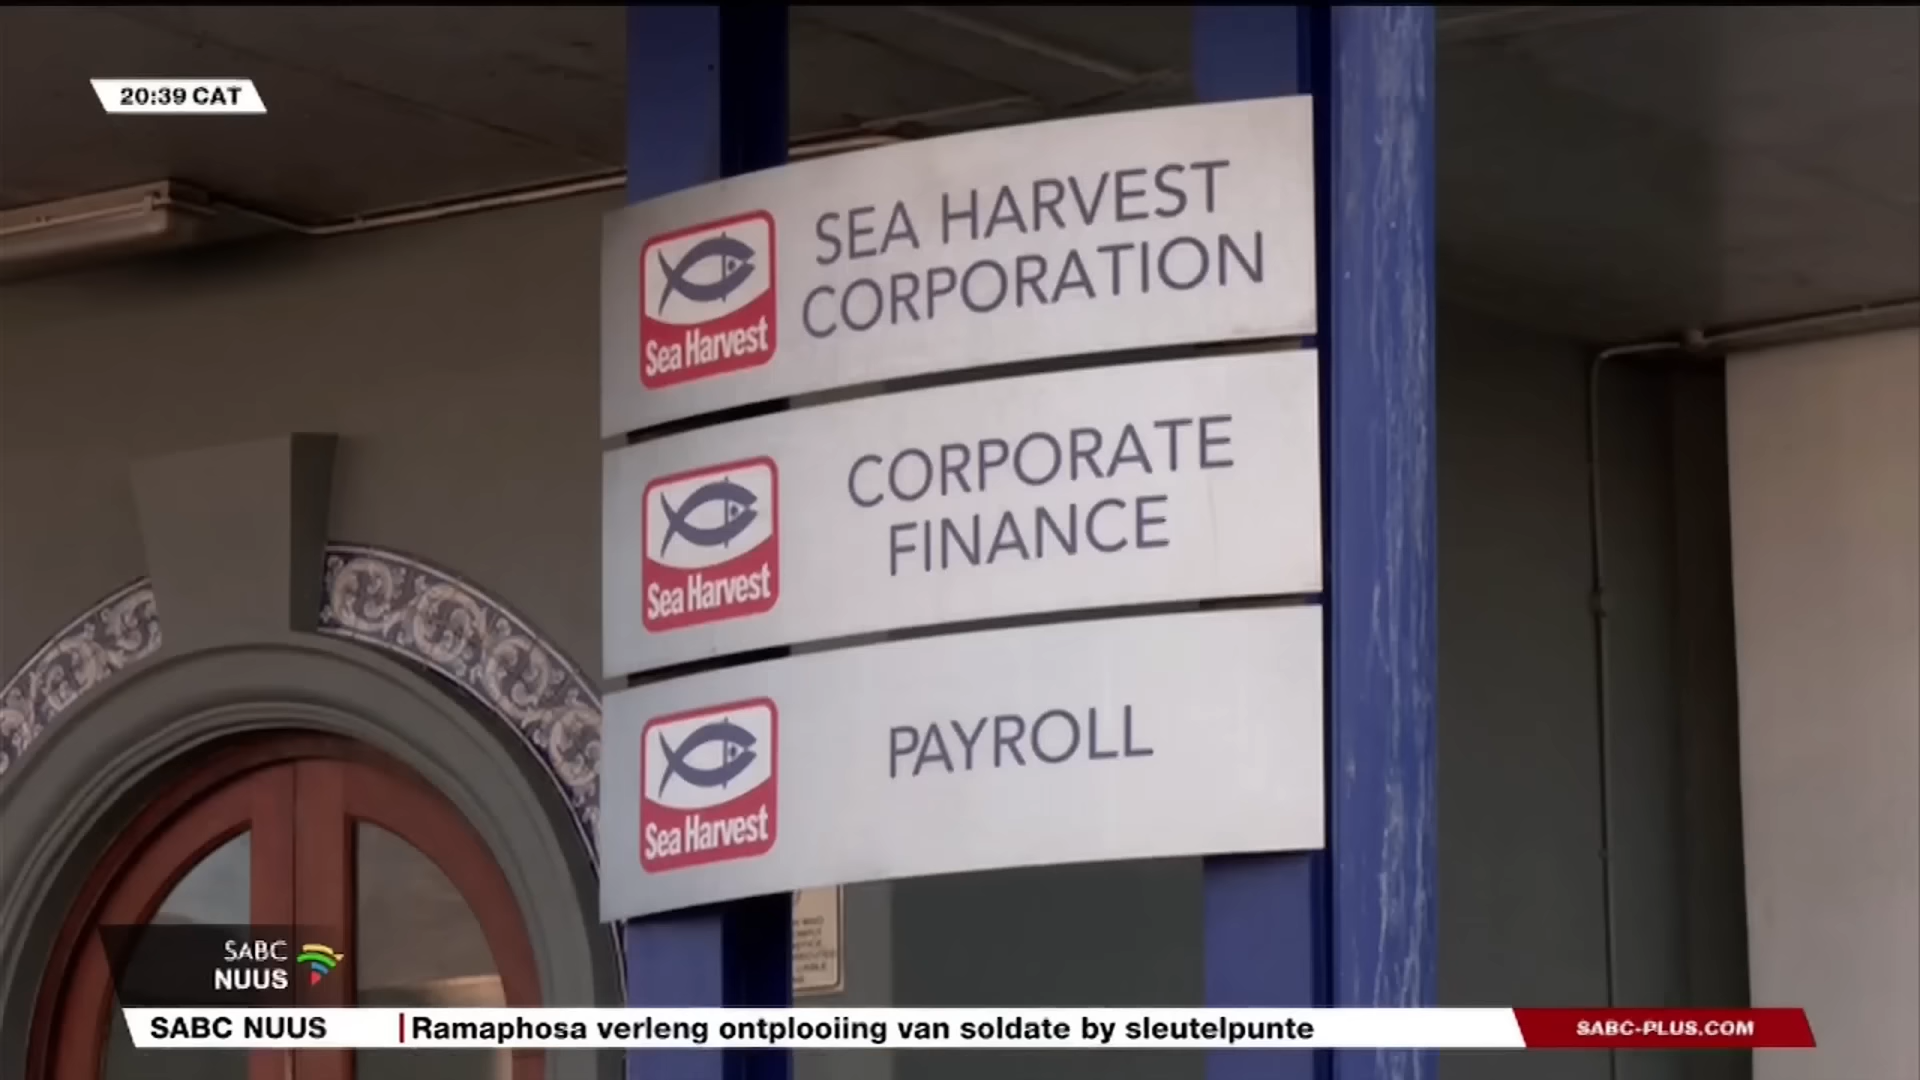 20:39 CAT
SEA HARVEST
CORPORATION
Sea Harvest
CORPORATE
FINANCE
Sea Harvest
PAYROLL
Sea Harvest
SABC
NUUS
SABC NUUS
Ramaphosa verleng ontplooiing van soldate by sleutelpunte
SABC-PLUS.COM